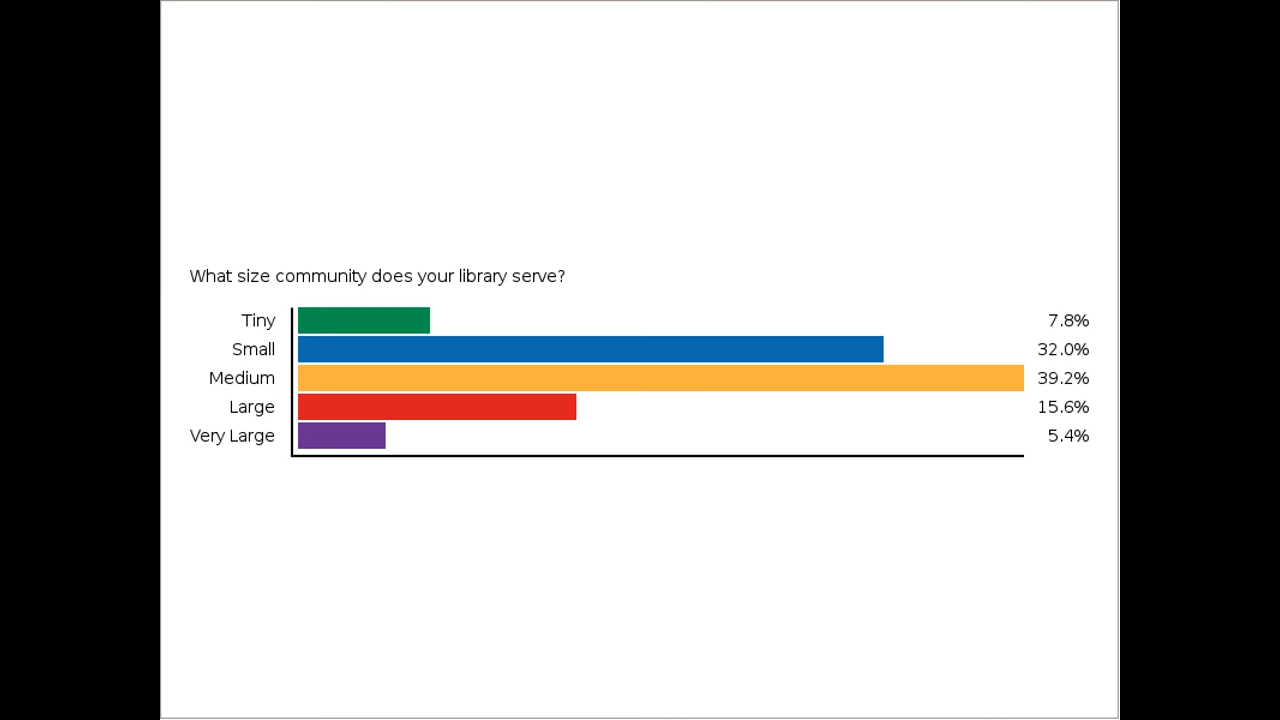 What size community does your library serve?
Tiny 7.8%
Small 32.0%
Medium 39.2%
Large 15.6%
Very Large 5.4%